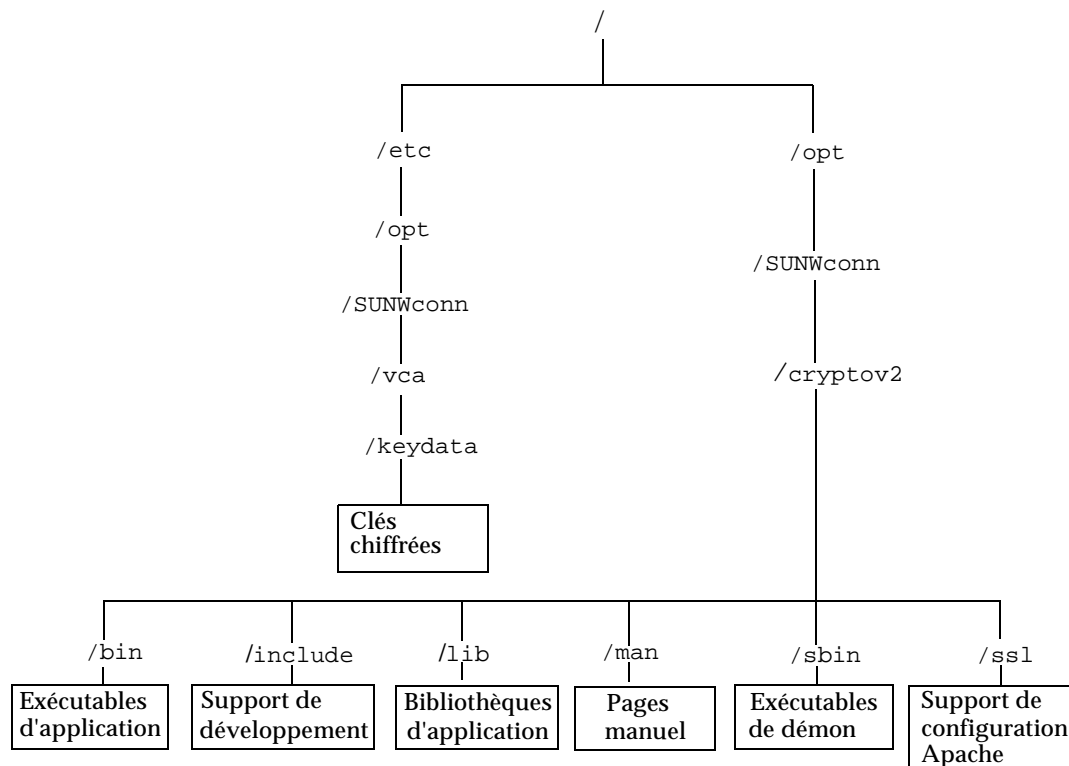 /
/etc
/opt
/opt
/SUNWconn
/SUNWconn
/vca
/cryptov2
/keydata
Clés
chiffrées
/bin
/include
/lib
/man
/sbin
/ssl
Exécutables
d'application
Support de
développement
Bibliothèques
d'application
Pages
manuel
Exécutables
de démon
Support de
configuration
Apache